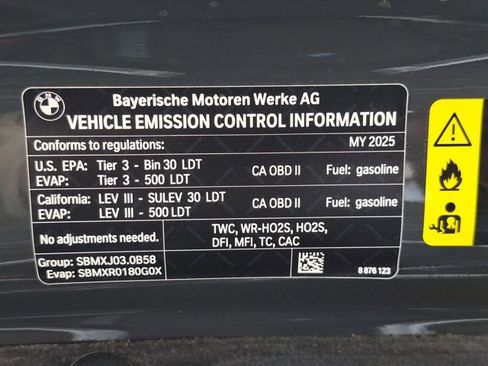 BMW
Bayerische Motoren Werke AG
VEHICLE EMISSION CONTROL INFORMATION
Conforms to regulations: MY 2025
U.S. EPA: Tier 3 - Bin 30 LDT CA OBD II Fuel: gasoline
EVAP: Tier 3 - 500 LDT
California: LEV III - SULEV 30 LDT CA OBD II Fuel: gasoline
EVAP: LEV III - 500 LDT
No adjustments needed. TWC, WR-HO2S, HO2S,
DFI, MFI, TC, CAC
Group: SBMXJ03.0B58
Evap: SBMXR0180G0X
8 876 123